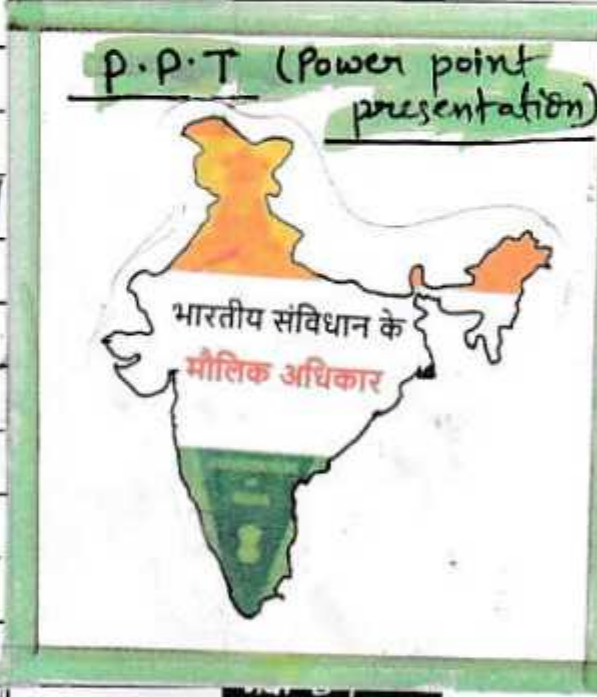 P.P.T (Power point
presentation)
भारतीय संविधान के
मौलिक अधिकार